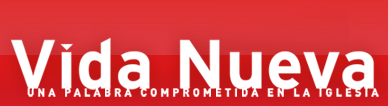 Vida Nueva
UNA PALABRA COMPROMETIDA EN LA IGLESIA